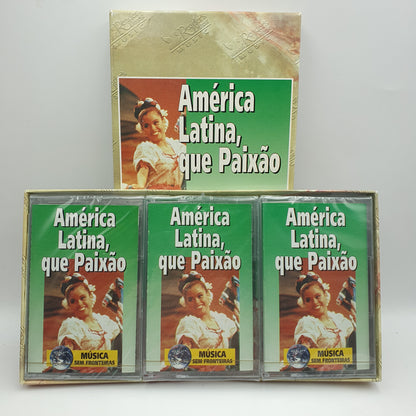 América
Latina,
que Paixão
América
Latina,
que Paixão
MÚSICA
SEM FRONTEIRAS
América
Latina,
que Paixão
MÚSICA
SEM FRONTEIRAS
América
Latina,
que Paixão
MÚSICA
SEM FRONTEIRAS